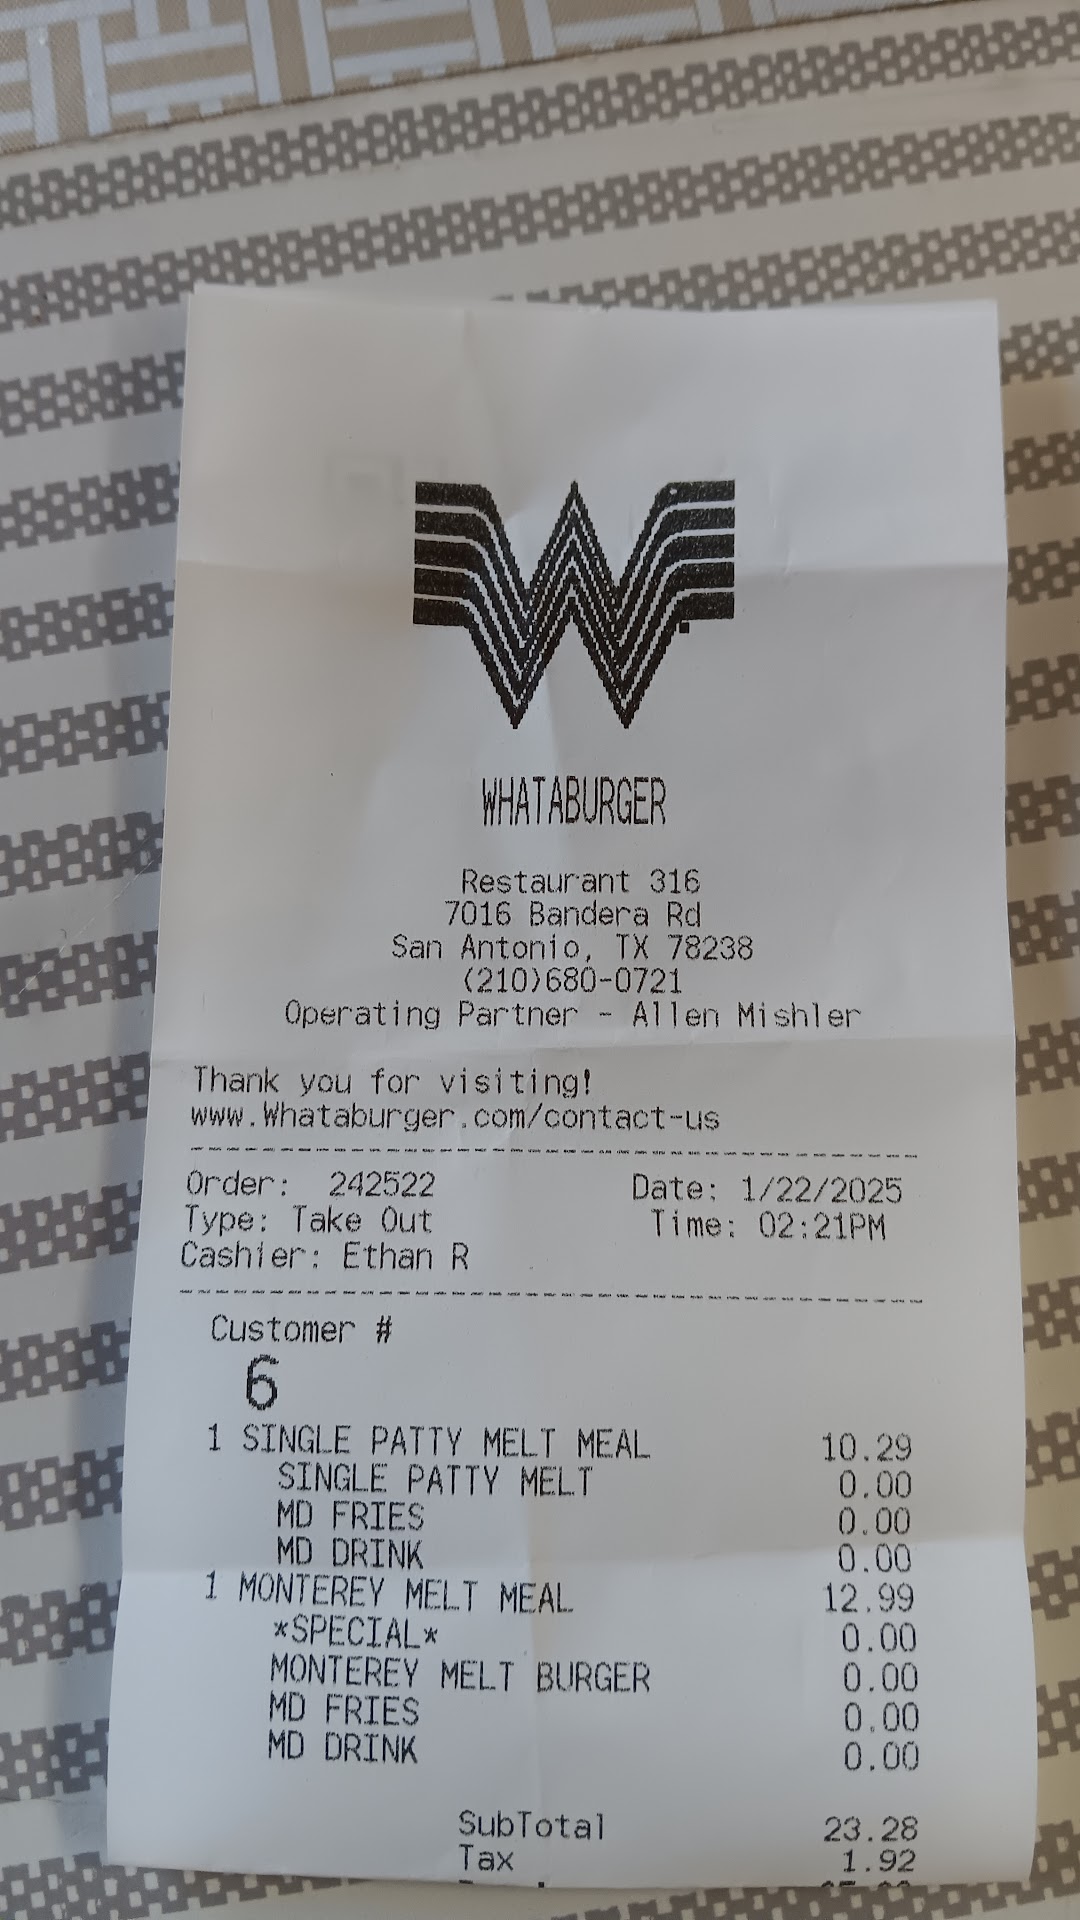 WHATABURGER
Restaurant 316
7016 Bandera Rd
San Antonio, TX 78238
(210)680-0721
Operating Partner - Allen Mishler
Thank you for visiting!
www.Whataburger.com/contact-us
Order: 242522 Date: 1/22/2025
Type: Take Out Time: 02:21PM
Cashier: Ethan R
Customer #
6
1 SINGLE PATTY MELT MEAL 10.29
SINGLE PATTY MELT 0.00
MD FRIES 0.00
MD DRINK 0.00
1 MONTEREY MELT MEAL 12.99
*SPECIAL* 0.00
MONTEREY MELT BURGER 0.00
MD FRIES 0.00
MD DRINK 0.00
SubTotal 23.28
Tax 1.92